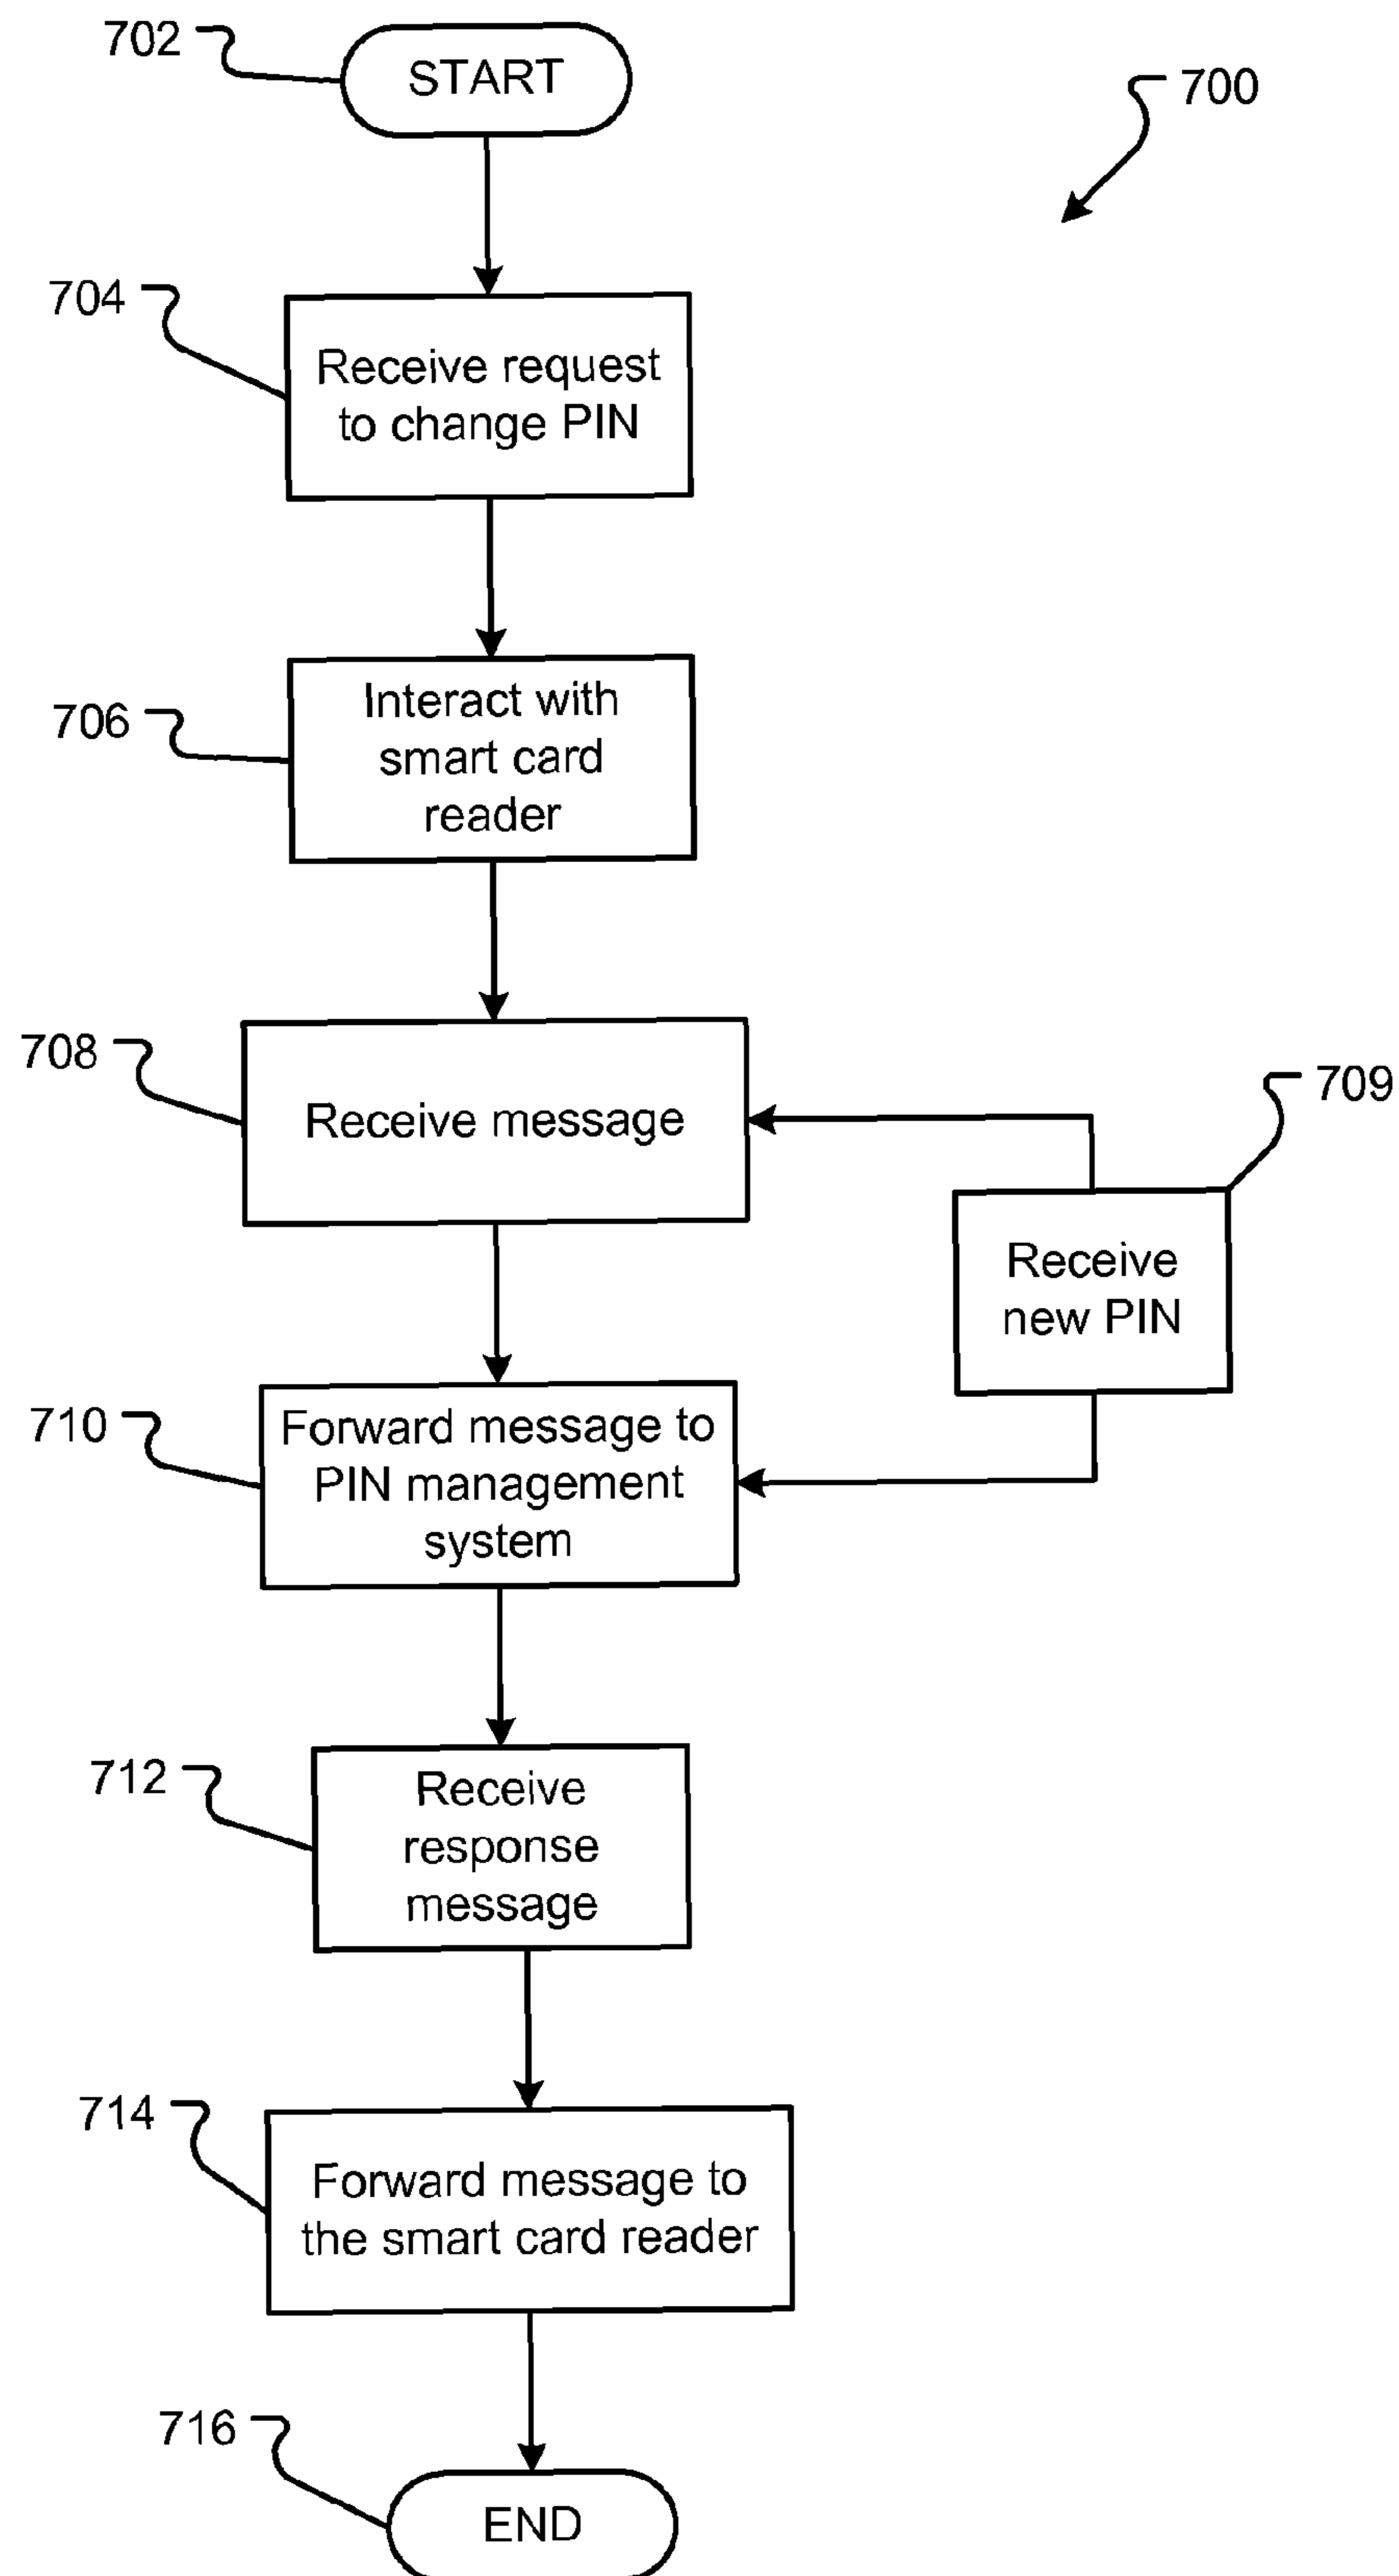 702
START
700
704
Receive request
to change PIN
706
Interact with
smart card
reader
708
Receive message
709
Receive
new PIN
710
Forward message to
PIN management
system
712
Receive
response
message
714
Forward message to
the smart card reader
716
END